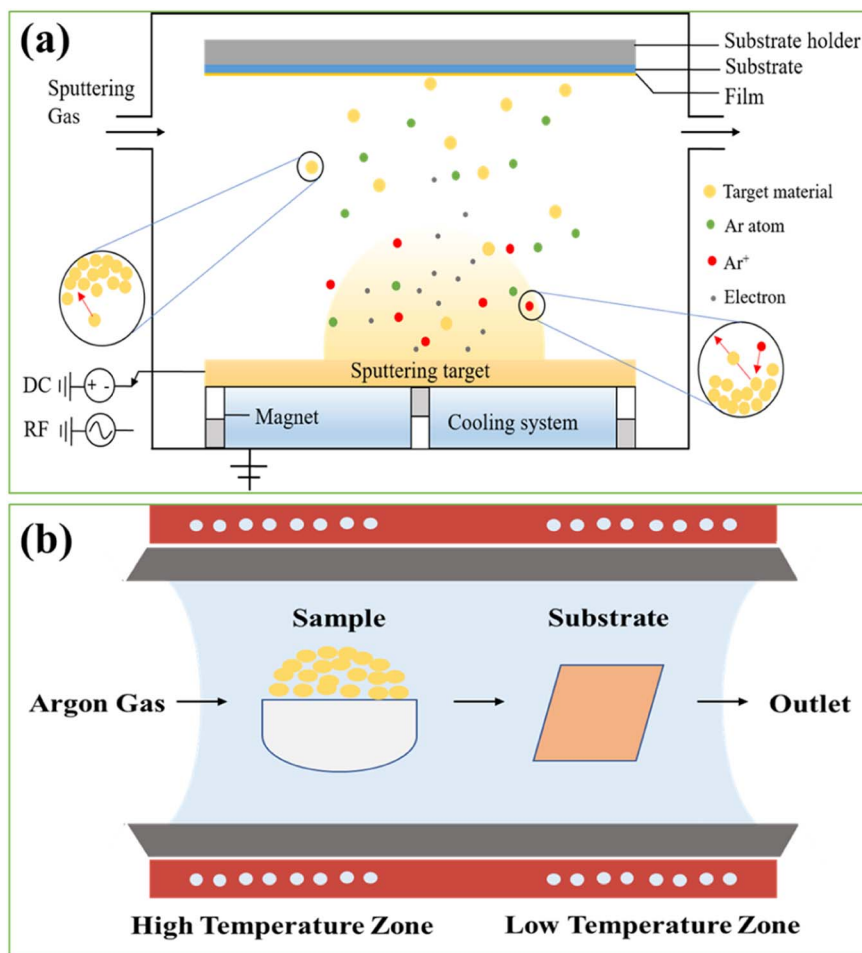 (a)
Substrate holder
Substrate
Film
Sputtering
Gas
Target material
Ar atom
Ar⁺
Electron
Sputtering target
DC
+ -
RF
Magnet
Cooling system
(b)
Sample
Substrate
Argon Gas
Outlet
High Temperature Zone
Low Temperature Zone